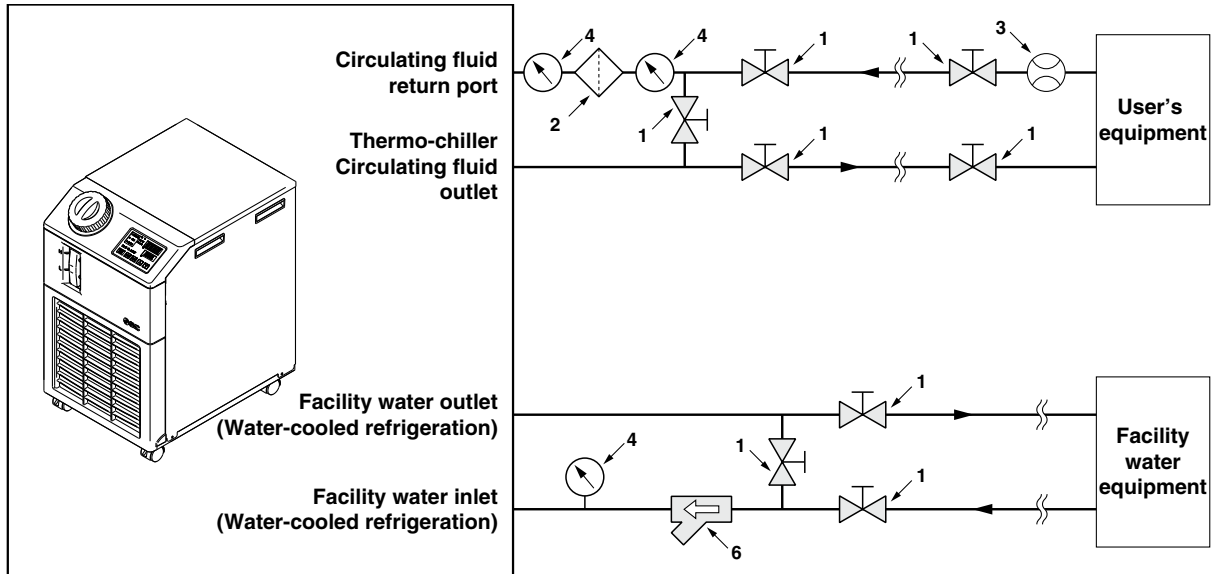 4
4
1
1
3
Circulating fluid
return port
2
1
User's
equipment
Thermo-chiller
Circulating fluid
outlet
1
1
Facility water outlet
(Water-cooled refrigeration)
1
4
1
Facility
water
equipment
Facility water inlet
(Water-cooled refrigeration)
1
6
SMC